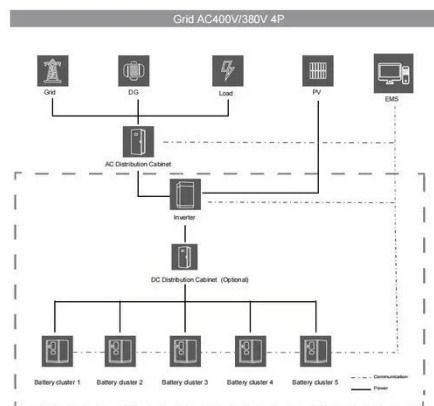 Grid AC400V/380V 4P
Grid
DG
Load
PV
EMS
AC Distribution Cabinet
Inverter
DC Distribution Cabinet (Optional)
Battery cluster 1
Battery cluster 2
Battery cluster 3
Battery cluster 4
Battery cluster 5
Communication
Power